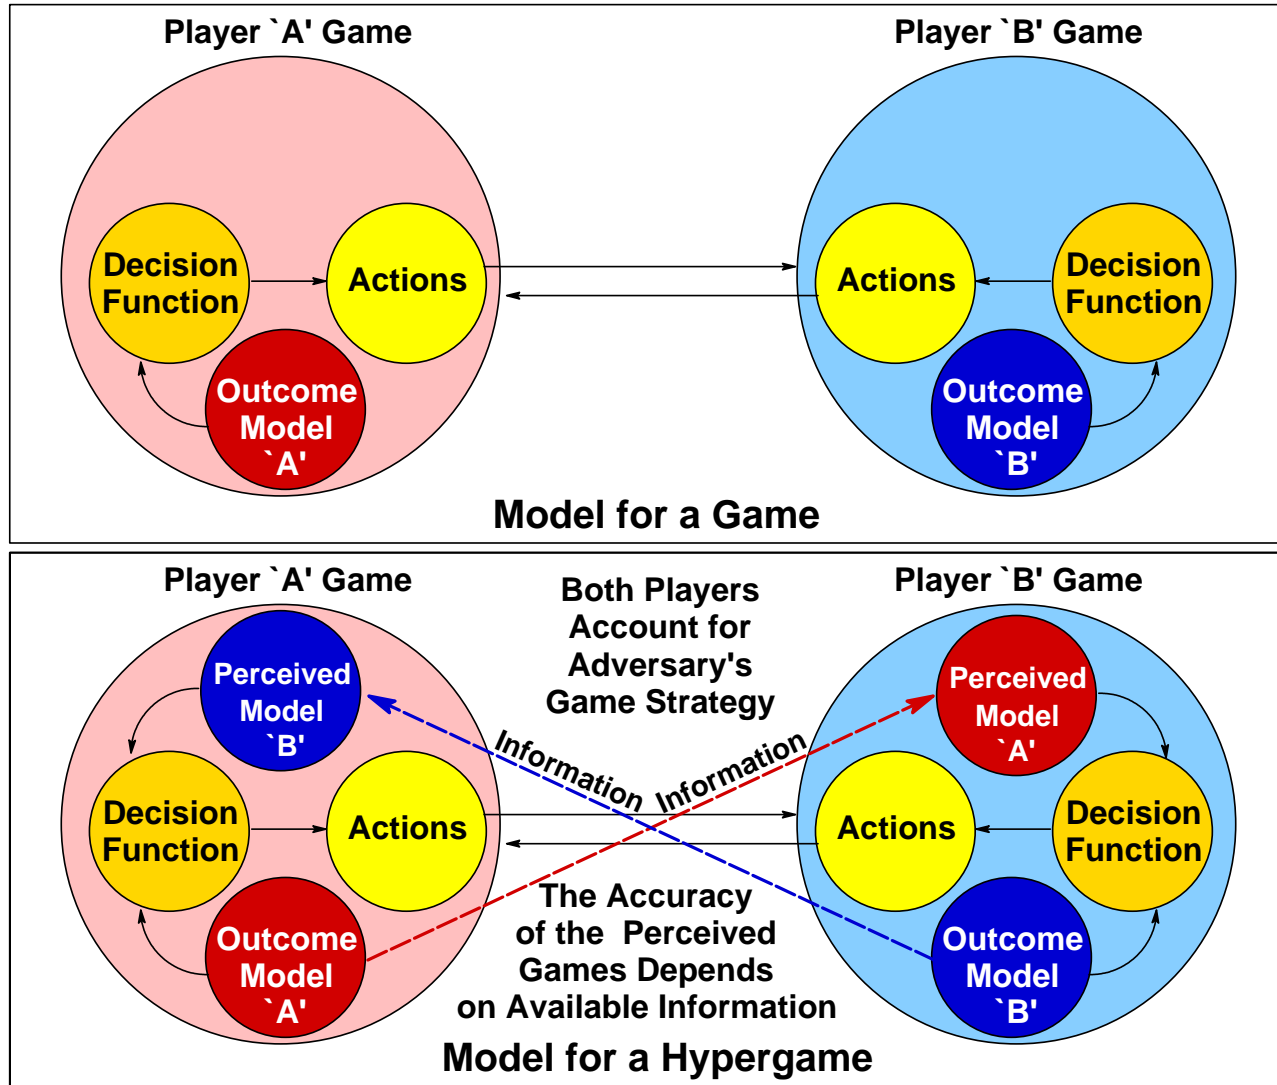 Player `A' Game
Player `B' Game
Decision
Function
Actions
Outcome
Model
`A'
Actions
Decision
Function
Outcome
Model
`B'
Model for a Game
Player `A' Game
Player `B' Game
Both Players
Account for
Adversary's
Game Strategy
Perceived
Model
`B'
Perceived
Model
`A'
Information
Information
Decision
Function
Actions
Actions
Decision
Function
Outcome
Model
`A'
The Accuracy
of the Perceived
Games Depends
on Available Information
Outcome
Model
`B'
Model for a Hypergame